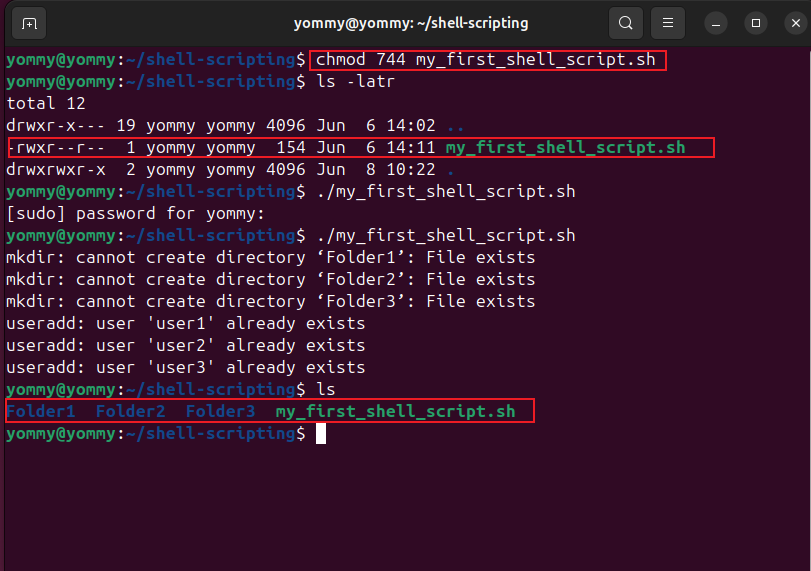 yommy@yommy: ~/shell-scripting
yommy@yommy:~/shell-scripting$ chmod 744 my_first_shell_script.sh
yommy@yommy:~/shell-scripting$ ls -latr
total 12
drwxr-x--- 19 yommy yommy 4096 Jun  6 14:02 ..
-rwxr--r--  1 yommy yommy  154 Jun  6 14:11 my_first_shell_script.sh
drwxrwxr-x  2 yommy yommy 4096 Jun  8 10:22 .
yommy@yommy:~/shell-scripting$ ./my_first_shell_script.sh
[sudo] password for yommy:
yommy@yommy:~/shell-scripting$ ./my_first_shell_script.sh
mkdir: cannot create directory ‘Folder1’: File exists
mkdir: cannot create directory ‘Folder2’: File exists
mkdir: cannot create directory ‘Folder3’: File exists
useradd: user 'user1' already exists
useradd: user 'user2' already exists
useradd: user 'user3' already exists
yommy@yommy:~/shell-scripting$ ls
Folder1  Folder2  Folder3  my_first_shell_script.sh
yommy@yommy:~/shell-scripting$